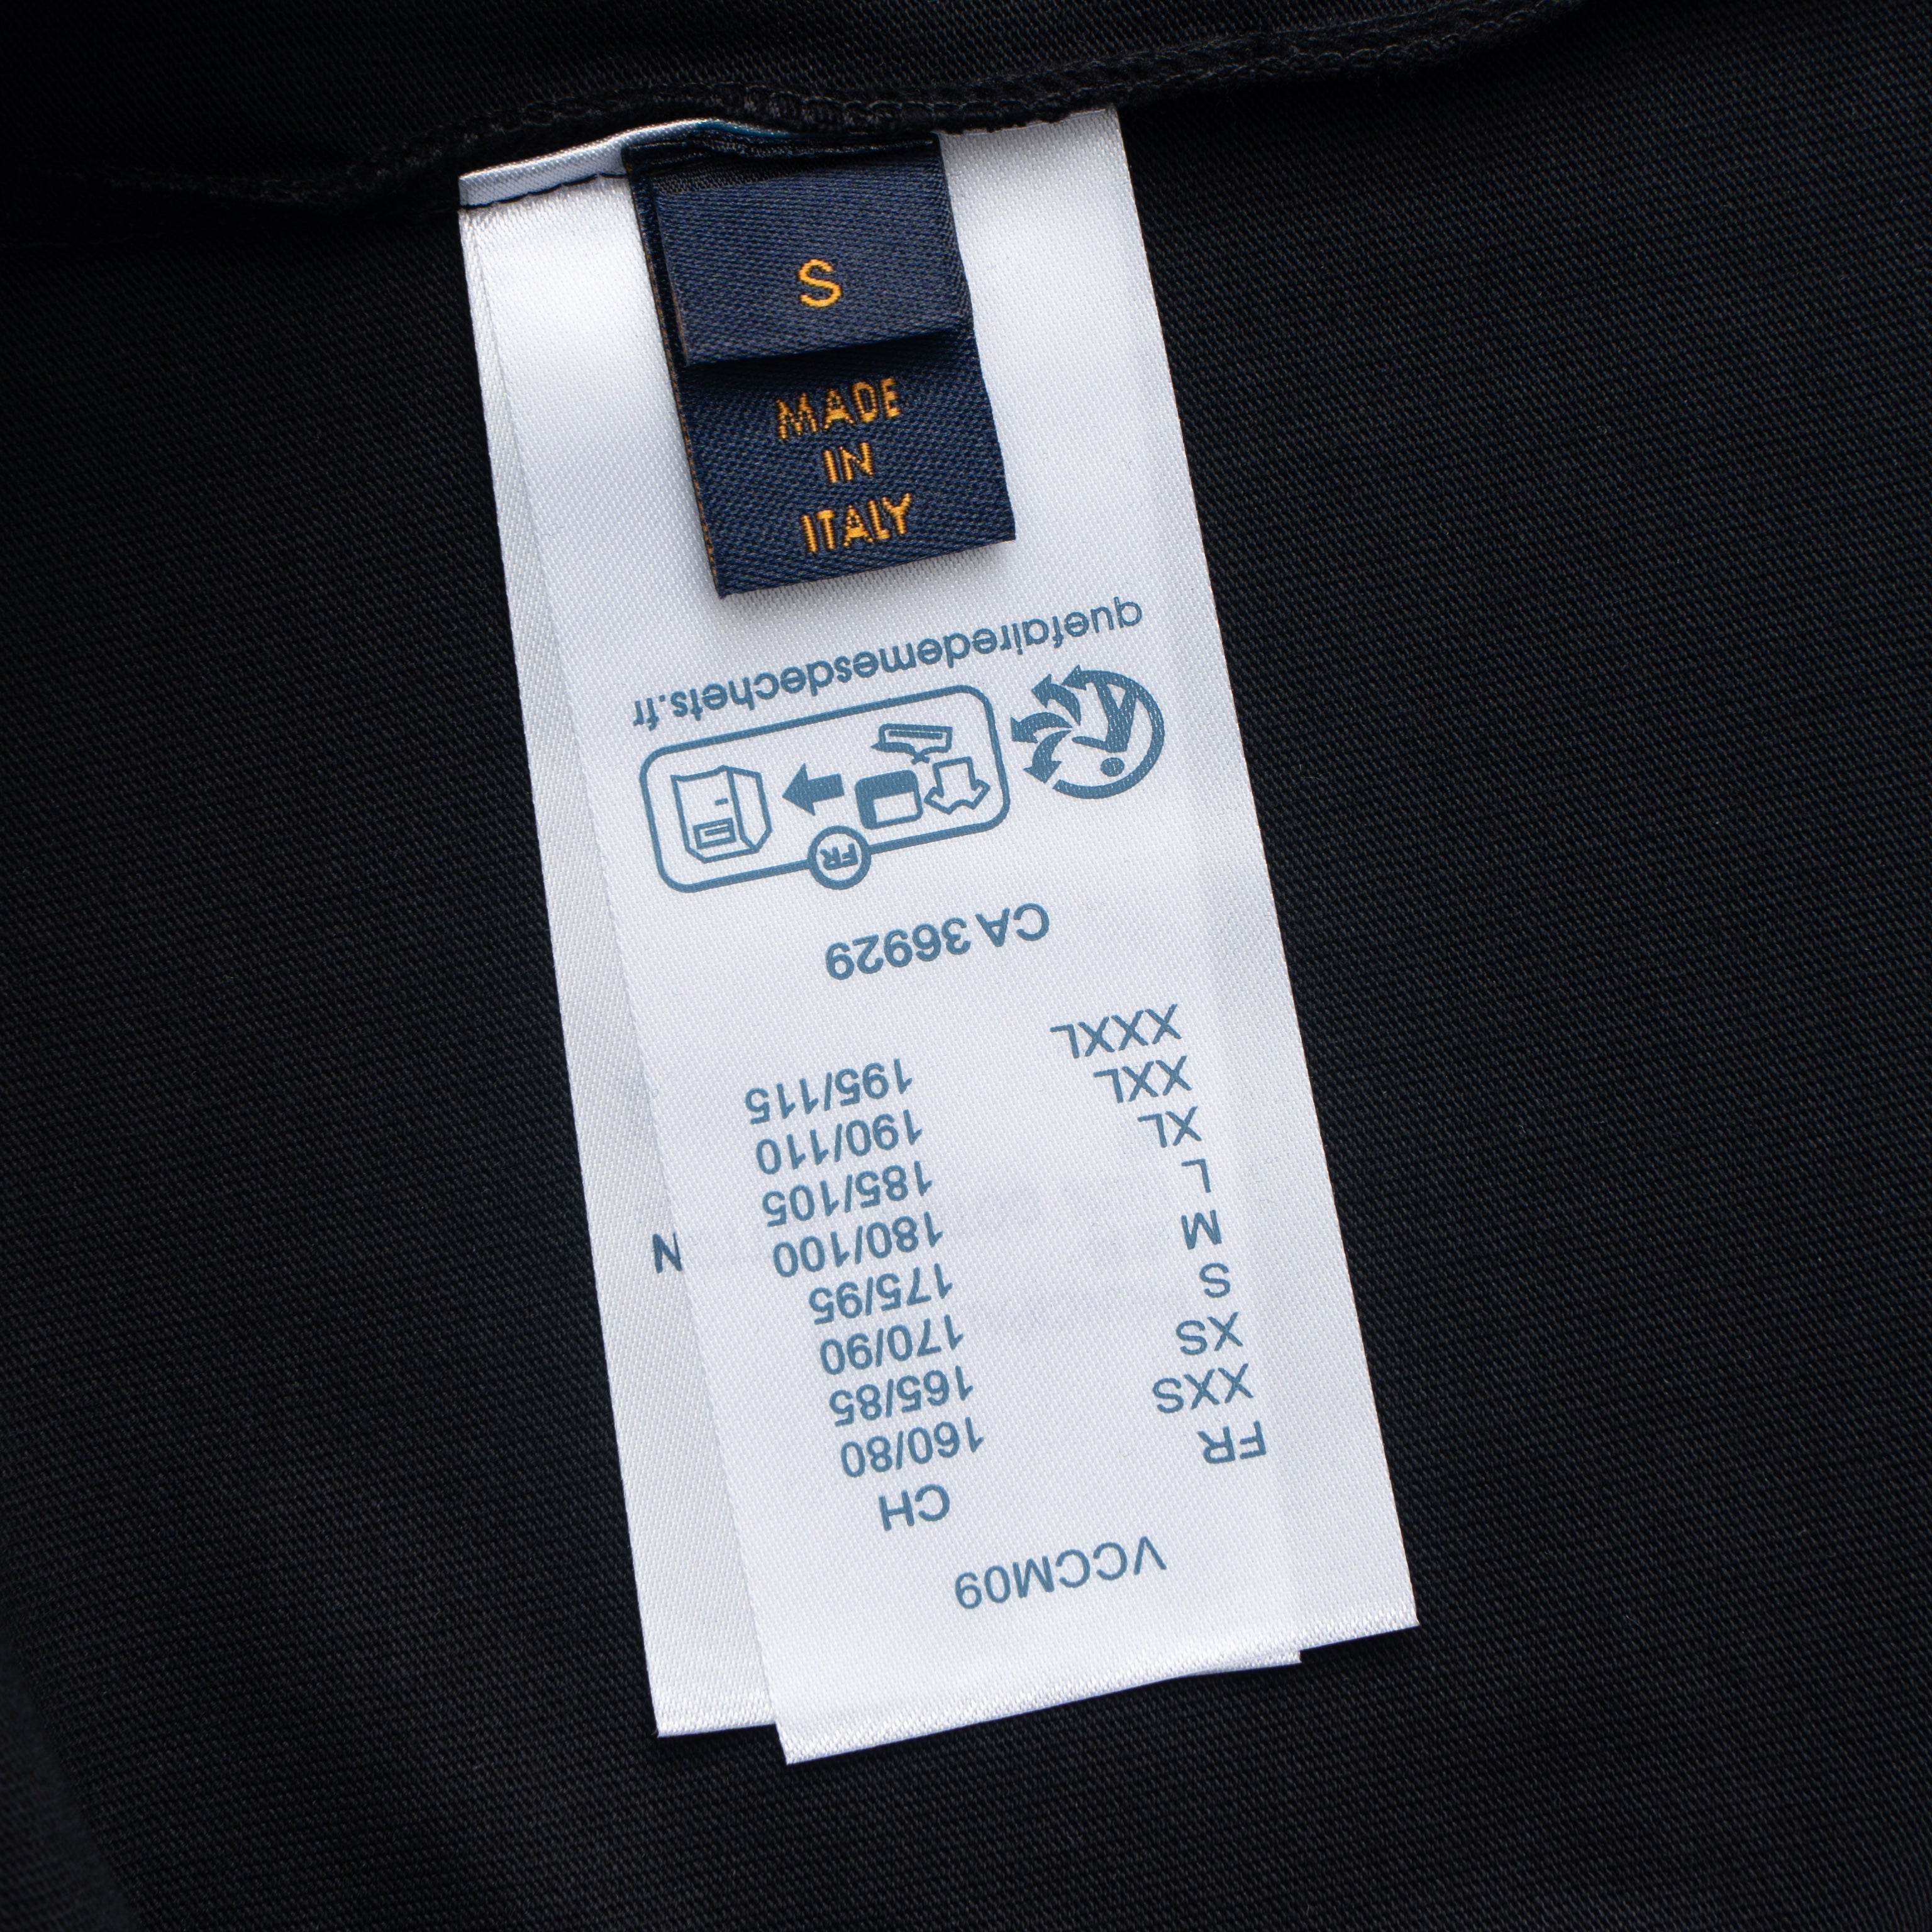 S
MADE
IN
ITALY
VCCM09
FR CH
XXS 160/80
XS 165/85
S 170/90
M 175/95
L 180/100
XL 185/105
XXL 190/110
XXXL 195/115
CA 36929
FR
quefairedemesdechets.fr